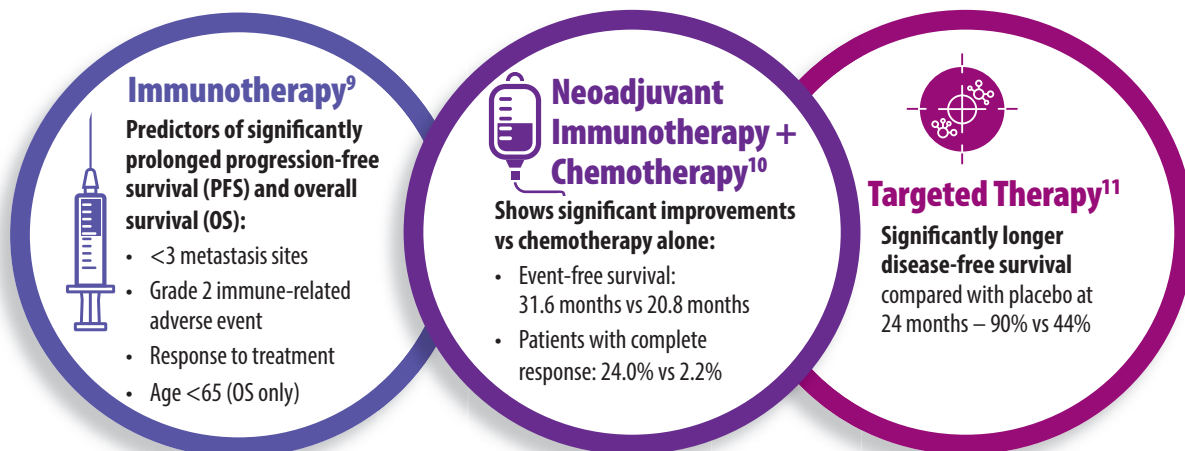 Immunotherapy⁹
Predictors of significantly
prolonged progression-free
survival (PFS) and overall
survival (OS):
• <3 metastasis sites
• Grade 2 immune-related
adverse event
• Response to treatment
• Age <65 (OS only)
Neoadjuvant
Immunotherapy +
Chemotherapy¹⁰
Shows significant improvements
vs chemotherapy alone:
• Event-free survival:
31.6 months vs 20.8 months
• Patients with complete
response: 24.0% vs 2.2%
Targeted Therapy¹¹
Significantly longer
disease-free survival
compared with placebo at
24 months – 90% vs 44%